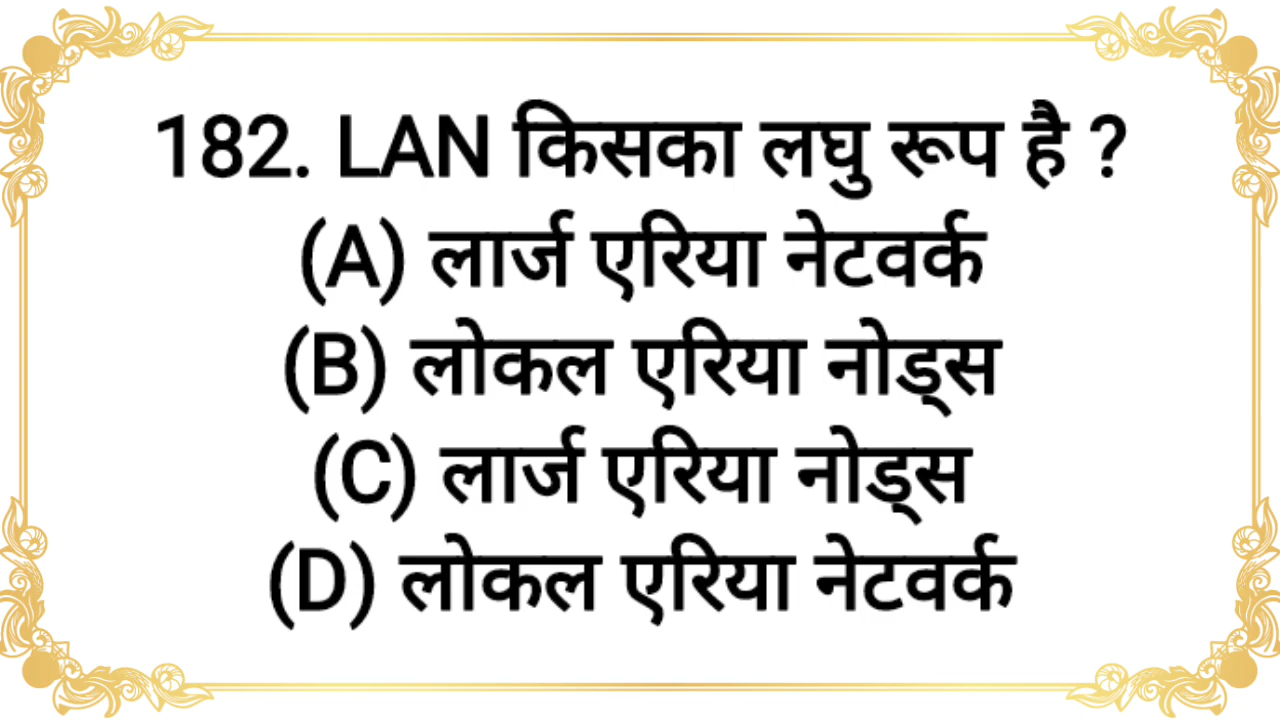 182. LAN किसका लघु रूप है ?
(A) लार्ज एरिया नेटवर्क
(B) लोकल एरिया नोड्स
(C) लार्ज एरिया नोड्स
(D) लोकल एरिया नेटवर्क